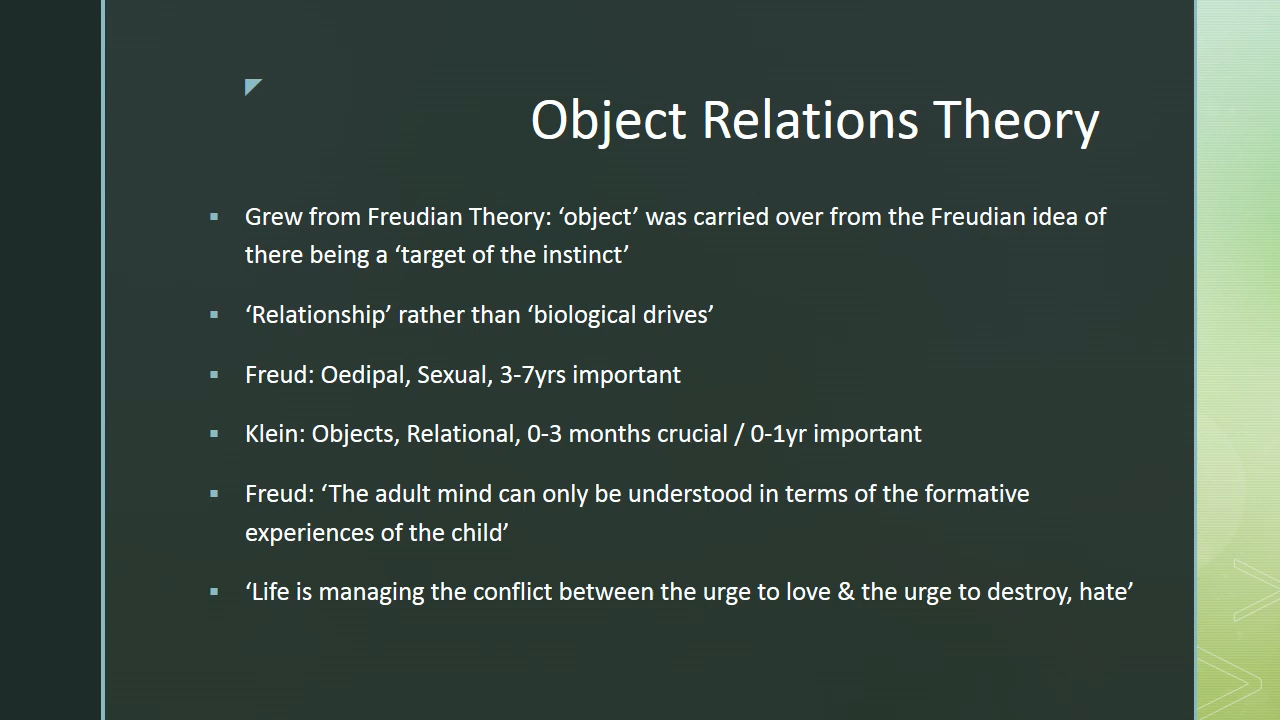 Object Relations Theory
▪ Grew from Freudian Theory: ‘object’ was carried over from the Freudian idea of
there being a ‘target of the instinct’
▪ ‘Relationship’ rather than ‘biological drives’
▪ Freud: Oedipal, Sexual, 3-7yrs important
▪ Klein: Objects, Relational, 0-3 months crucial / 0-1yr important
▪ Freud: ‘The adult mind can only be understood in terms of the formative
experiences of the child’
▪ ‘Life is managing the conflict between the urge to love & the urge to destroy, hate’